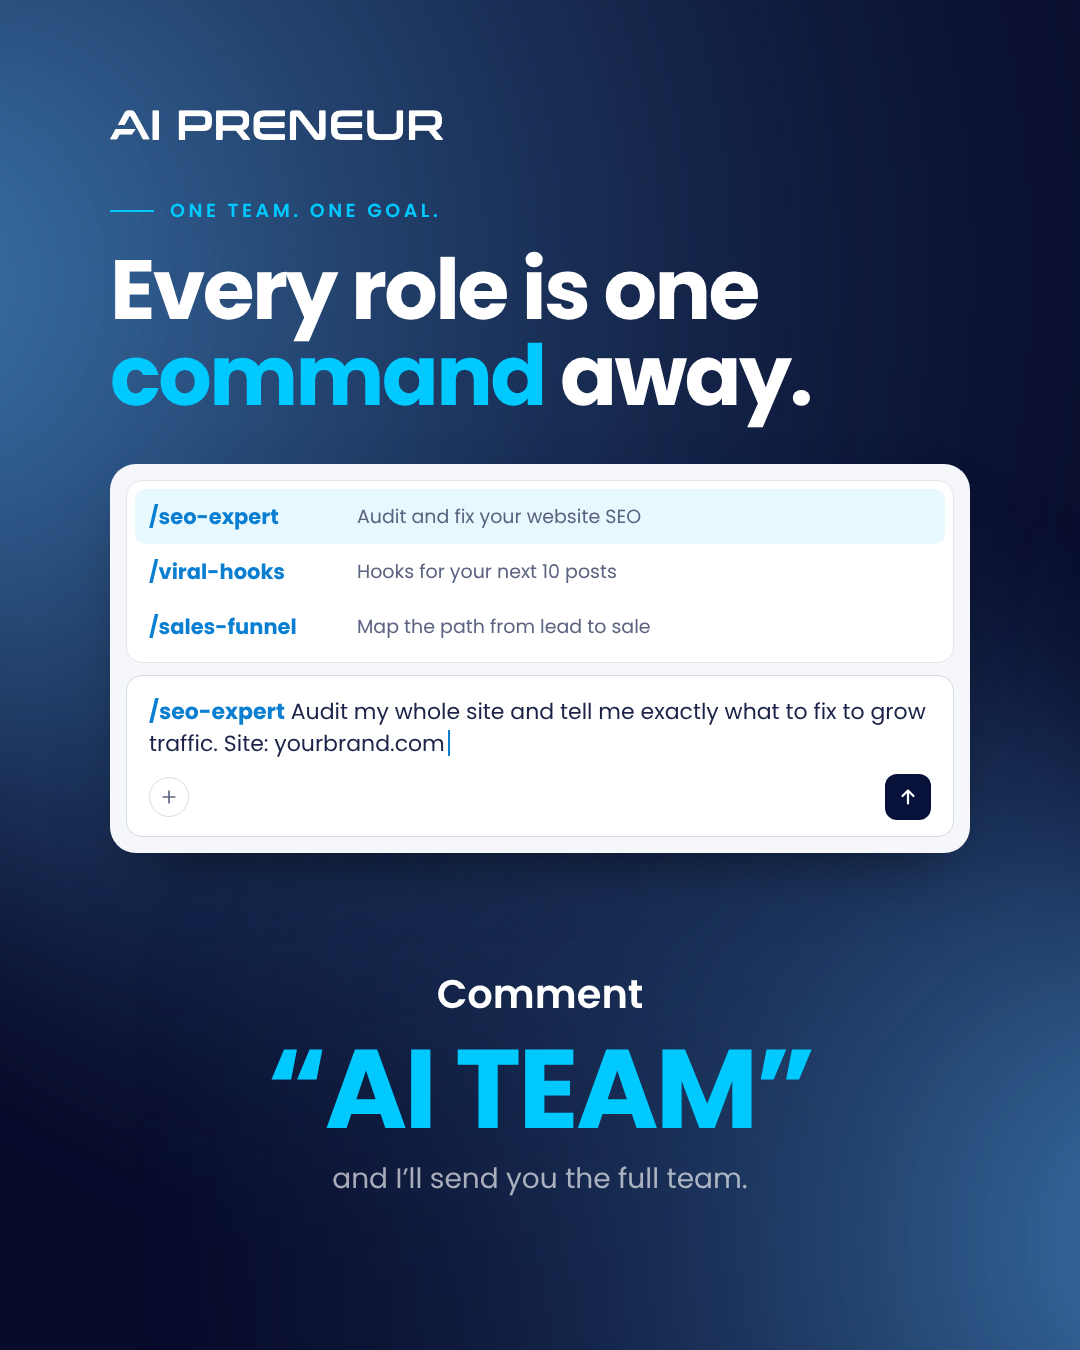 AI PRENEUR
ONE TEAM. ONE GOAL.
Every role is one
command away.
/seo-expert Audit and fix your website SEO
/viral-hooks Hooks for your next 10 posts
/sales-funnel Map the path from lead to sale
/seo-expert Audit my whole site and tell me exactly what to fix to grow
traffic. Site: yourbrand.com
Comment
“AI TEAM”
and I’ll send you the full team.